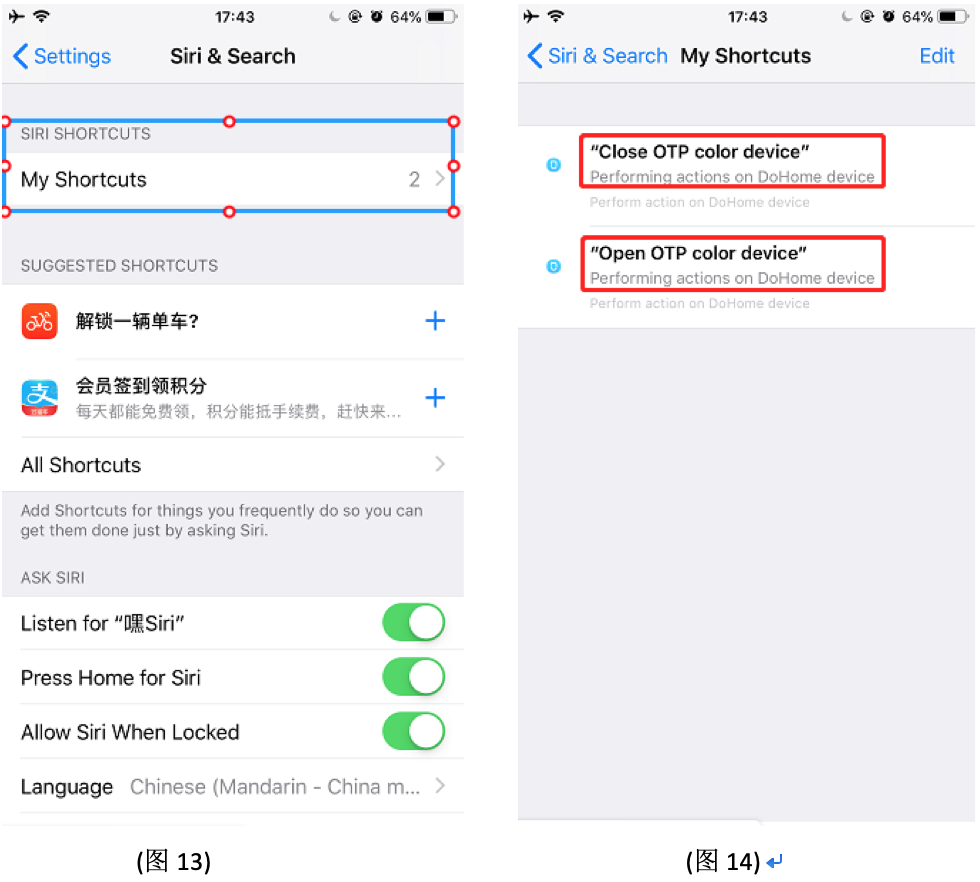 17:43
64%
Settings
Siri & Search
SIRI SHORTCUTS
My Shortcuts
2
SUGGESTED SHORTCUTS
解锁一辆单车?
会员签到领积分
每天都能免费领，积分能抵手续费，赶快来...
All Shortcuts
Add Shortcuts for things you frequently do so you can
get them done just by asking Siri.
ASK SIRI
Listen for “嘿Siri”
Press Home for Siri
Allow Siri When Locked
Language Chinese (Mandarin - China m...
(图 13)
17:43
64%
Siri & Search
My Shortcuts
Edit
“Close OTP color device”
Performing actions on DoHome device
Perform action on DoHome device
“Open OTP color device”
Performing actions on DoHome device
Perform action on DoHome device
(图 14)